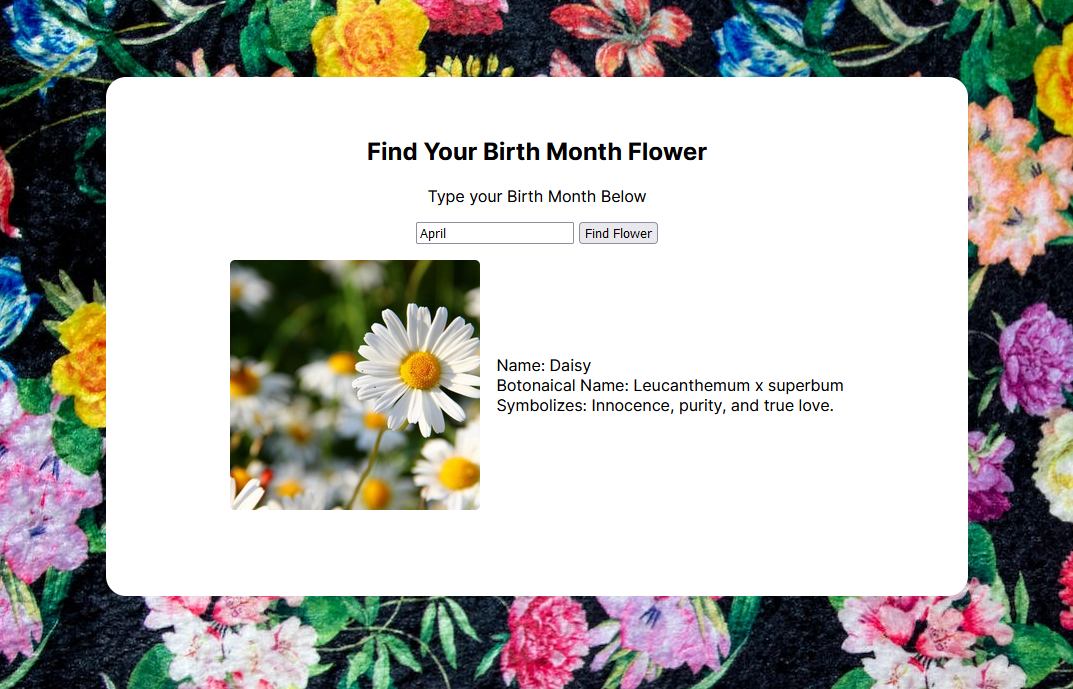 Find Your Birth Month Flower
Type your Birth Month Below
April Find Flower
Name: Daisy
Botonaical Name: Leucanthemum x superbum
Symbolizes: Innocence, purity, and true love.